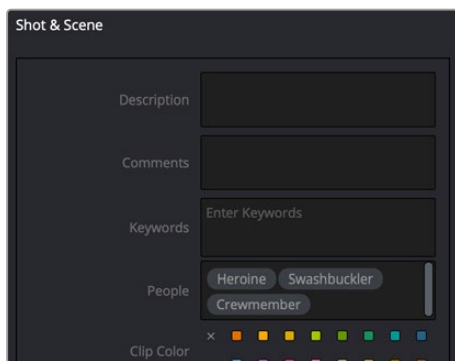 Shot & Scene
Description
Comments
Keywords
Enter Keywords
People
Heroine Swashbuckler
Crewmember
Clip Color